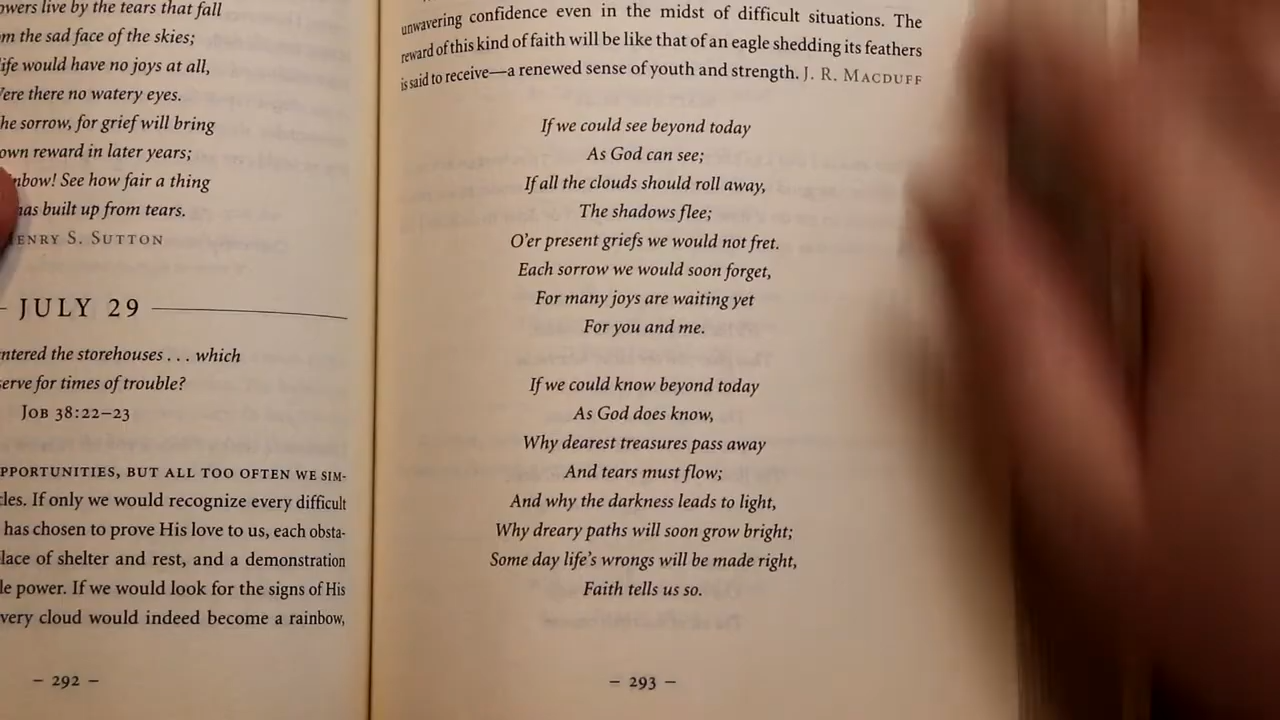 owers live by the tears that fall
m the sad face of the skies;
ife would have no joys at all,
ere there no watery eyes.
he sorrow, for grief will bring
own reward in later years;
nbow! See how fair a thing
has built up from tears.
ENRY S. SUTTON
JULY 29
ntered the storehouses . . . which
serve for times of trouble?
JOB 38:22–23
PPORTUNITIES, BUT ALL TOO OFTEN WE SIM-
les. If only we would recognize every difficult
has chosen to prove His love to us, each obsta-
lace of shelter and rest, and a demonstration
le power. If we would look for the signs of His
very cloud would indeed become a rainbow,
– 292 –
unwavering confidence even in the midst of difficult situations. The
reward of this kind of faith will be like that of an eagle shedding its feathers
is said to receive—a renewed sense of youth and strength. J. R. MACDUFF
If we could see beyond today
As God can see;
If all the clouds should roll away,
The shadows flee;
O'er present griefs we would not fret.
Each sorrow we would soon forget,
For many joys are waiting yet
For you and me.
If we could know beyond today
As God does know,
Why dearest treasures pass away
And tears must flow;
And why the darkness leads to light,
Why dreary paths will soon grow bright;
Some day life's wrongs will be made right,
Faith tells us so.
– 293 –